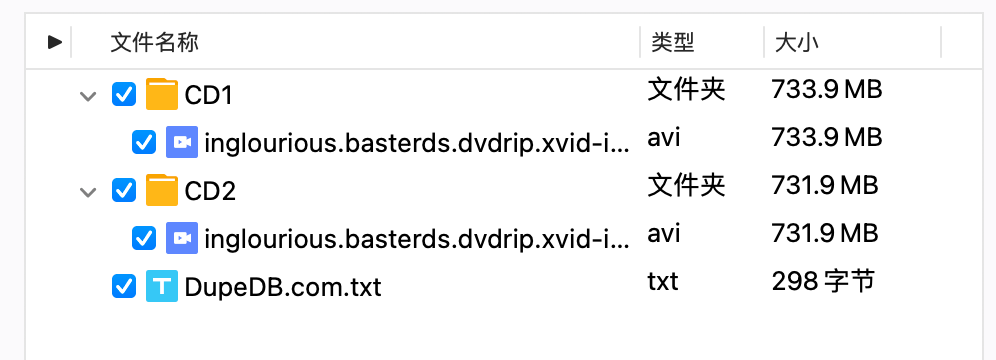 文件名称 类型 大小
CD1 文件夹 733.9 MB
inglourious.basterds.dvdrip.xvid-i... avi 733.9 MB
CD2 文件夹 731.9 MB
inglourious.basterds.dvdrip.xvid-i... avi 731.9 MB
DupeDB.com.txt txt 298 字节